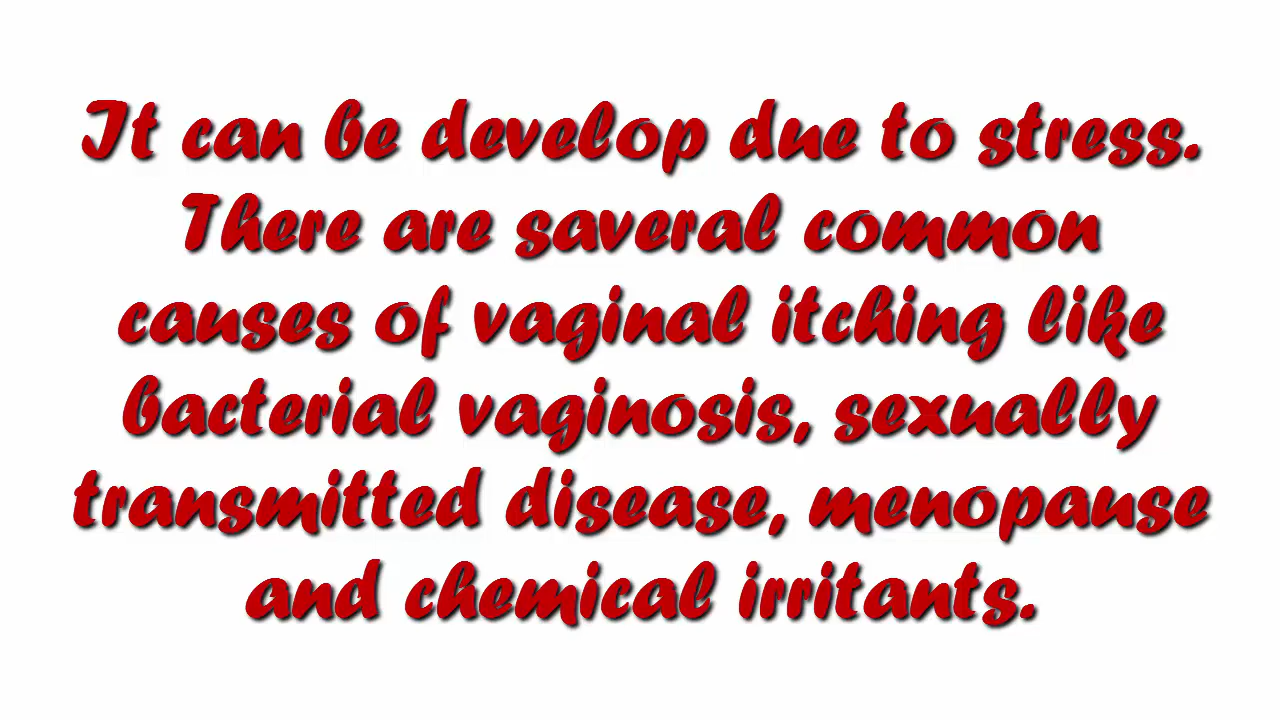 It can be develop due to stress.
There are saveral common
causes of vaginal itching like
bacterial vaginosis, sexually
transmitted disease, menopause
and chemical irritants.